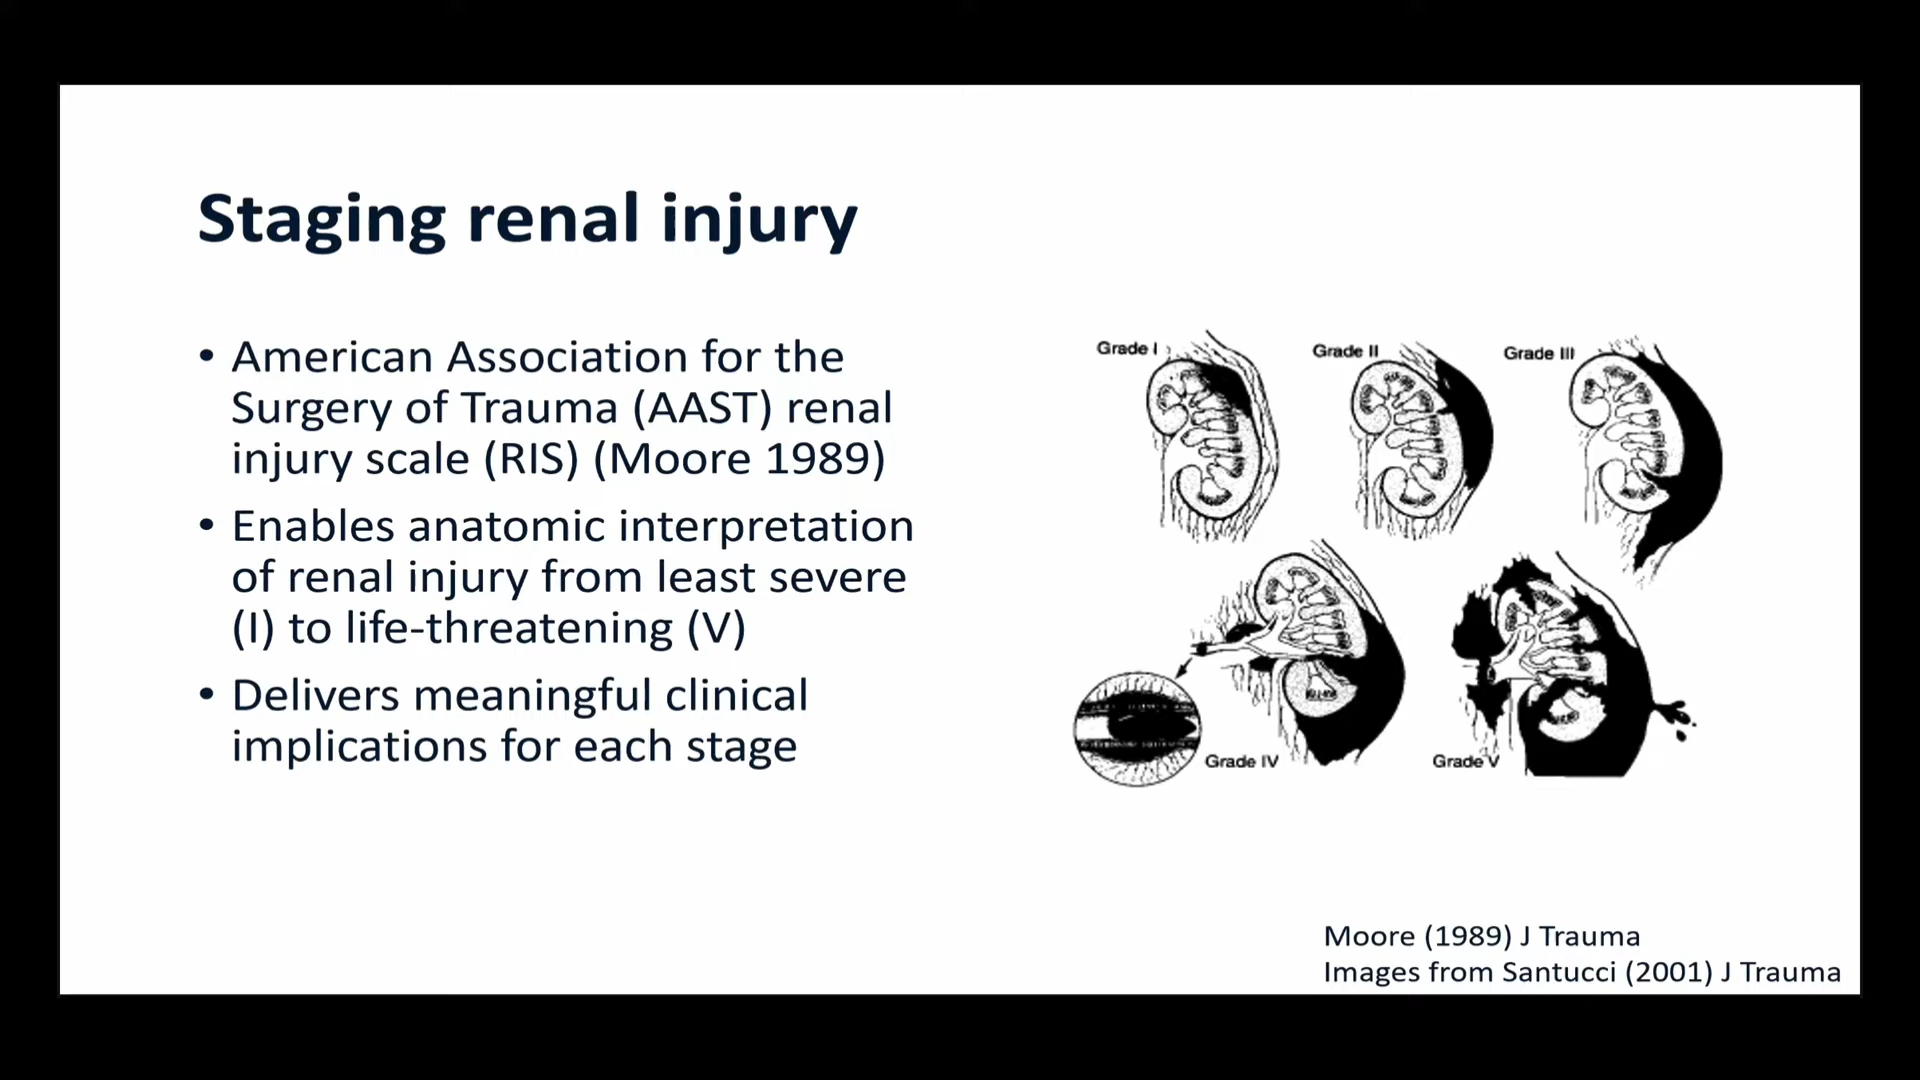 Staging renal injury
• American Association for the
Surgery of Trauma (AAST) renal
injury scale (RIS) (Moore 1989)
• Enables anatomic interpretation
of renal injury from least severe
(I) to life-threatening (V)
• Delivers meaningful clinical
implications for each stage
Grade I
Grade II
Grade III
Grade IV
Grade V
Moore (1989) J Trauma
Images from Santucci (2001) J Trauma